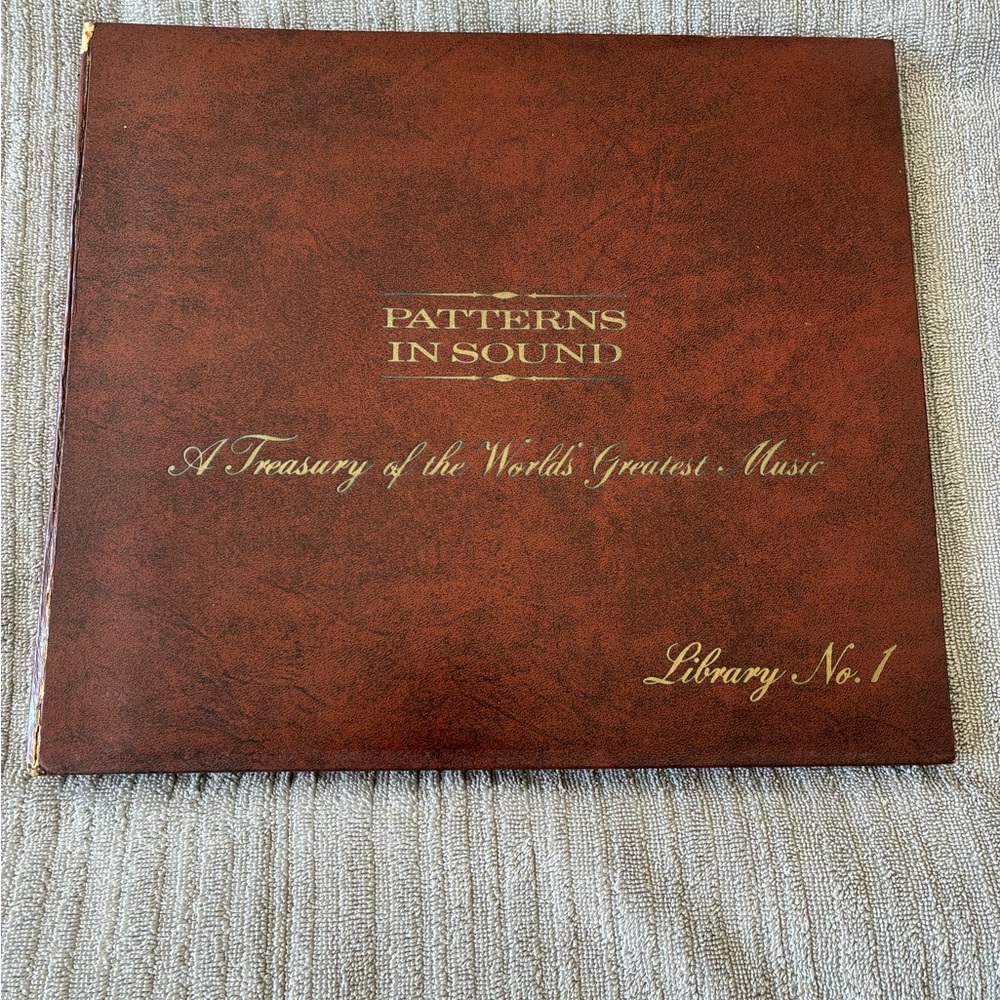 PATTERNS
IN SOUND
A Treasury of the World's Greatest Music
Library No. 1